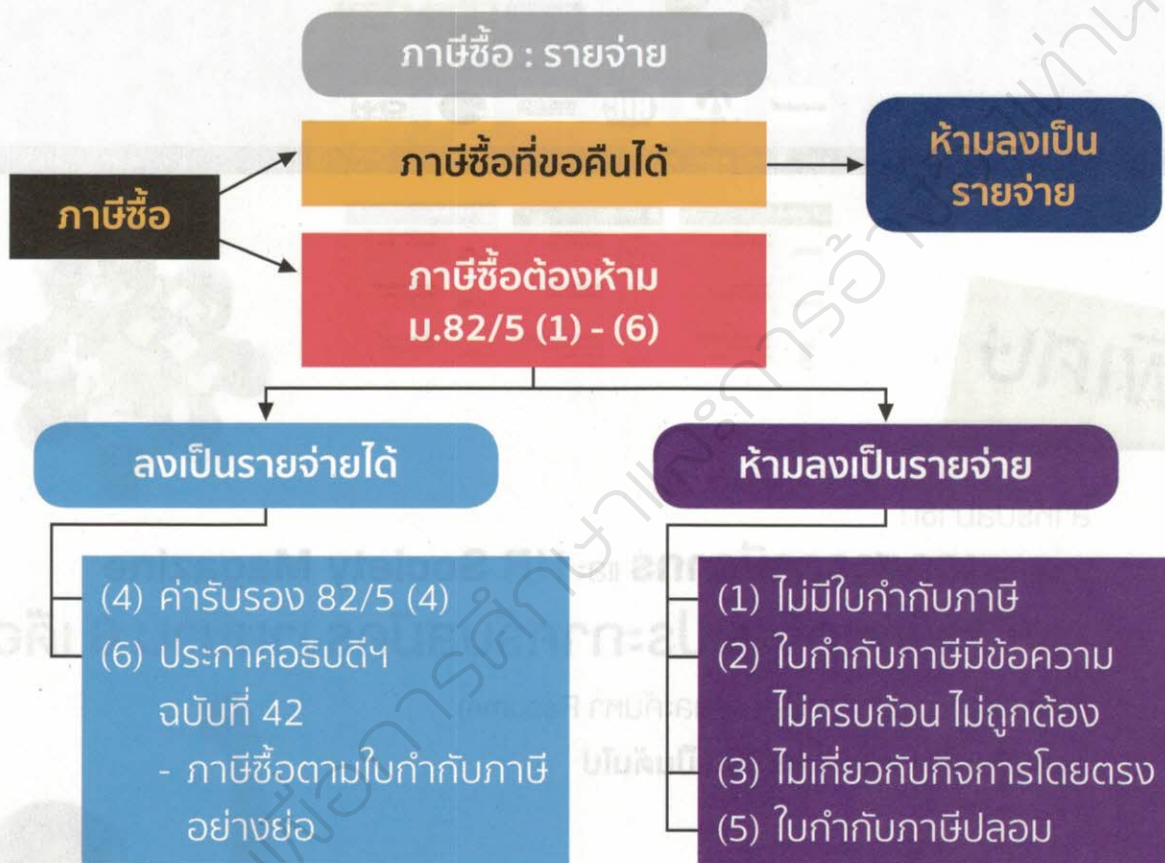 ภาษีซื้อ : รายจ่าย
ภาษีซื้อ
ภาษีซื้อที่ขอคืนได้
ห้ามลงเป็น
รายจ่าย
ภาษีซื้อต้องห้าม
ม.82/5 (1) - (6)
ลงเป็นรายจ่ายได้
(4) ค่ารับรอง 82/5 (4)
(6) ประกาศอธิบดีฯ
ฉบับที่ 42
- ภาษีซื้อตามใบกำกับภาษี
อย่างย่อ
ห้ามลงเป็นรายจ่าย
(1) ไม่มีใบกำกับภาษี
(2) ใบกำกับภาษีมีข้อความ
ไม่ครบถ้วน ไม่ถูกต้อง
(3) ไม่เกี่ยวกับกิจการโดยตรง
(5) ใบกำกับภาษีปลอม